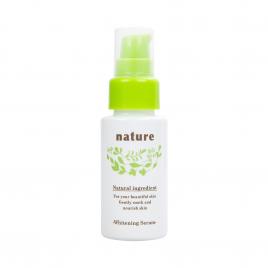 nature
Natural ingredient
For your beautiful skin
Gently wash and
nourish skin
Whitening Serum